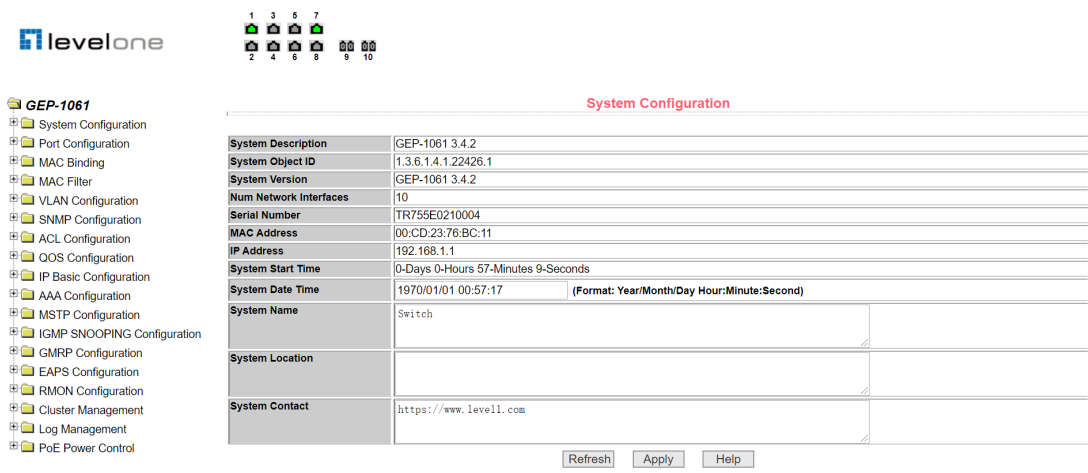 levelone
1 3 5 7
2 4 6 8 9 10
GEP-1061
System Configuration
Port Configuration
MAC Binding
MAC Filter
VLAN Configuration
SNMP Configuration
ACL Configuration
QOS Configuration
IP Basic Configuration
AAA Configuration
MSTP Configuration
IGMP SNOOPING Configuration
GMRP Configuration
EAPS Configuration
RMON Configuration
Cluster Management
Log Management
PoE Power Control
System Configuration
System Description GEP-1061 3.4.2
System Object ID 1.3.6.1.4.1.22426.1
System Version GEP-1061 3.4.2
Num Network Interfaces 10
Serial Number TR755E0210004
MAC Address 00:CD:23:76:BC:11
IP Address 192.168.1.1
System Start Time 0-Days 0-Hours 57-Minutes 9-Seconds
System Date Time 1970/01/01 00:57:17 (Format: Year/Month/Day Hour:Minute:Second)
System Name Switch
System Location
System Contact https://www.level1.com
Refresh Apply Help